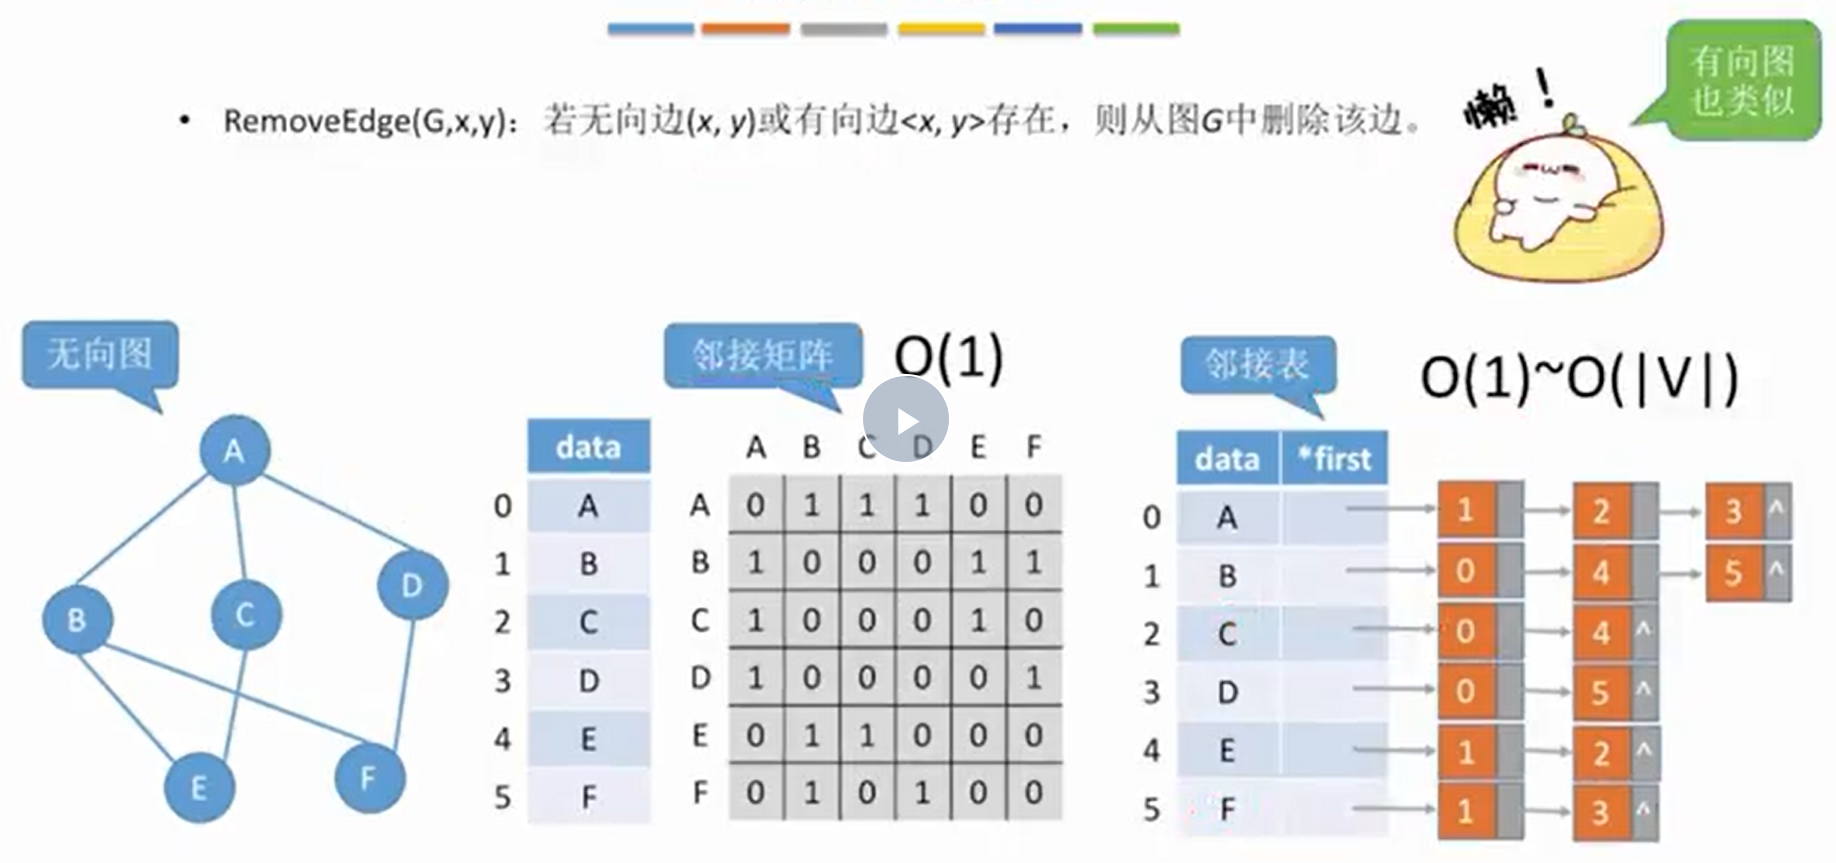 • RemoveEdge(G,x,y)：若无向边(x, y)或有向边<x, y>存在，则从图G中删除该边。
懒！
有向图
也类似
无向图
A
B
C
D
E
F
邻接矩阵
O(1)
data
A B C D E F
0 A A 0 1 1 1 0 0
1 B B 1 0 0 0 1 1
2 C C 1 0 0 0 1 0
3 D D 1 0 0 0 0 1
4 E E 0 1 1 0 0 0
5 F F 0 1 0 1 0 0
邻接表
O(1)~O(|V|)
data *first
0 A 1 2 3 ^
1 B 0 4 5 ^
2 C 0 4 ^
3 D 0 5 ^
4 E 1 2 ^
5 F 1 3 ^